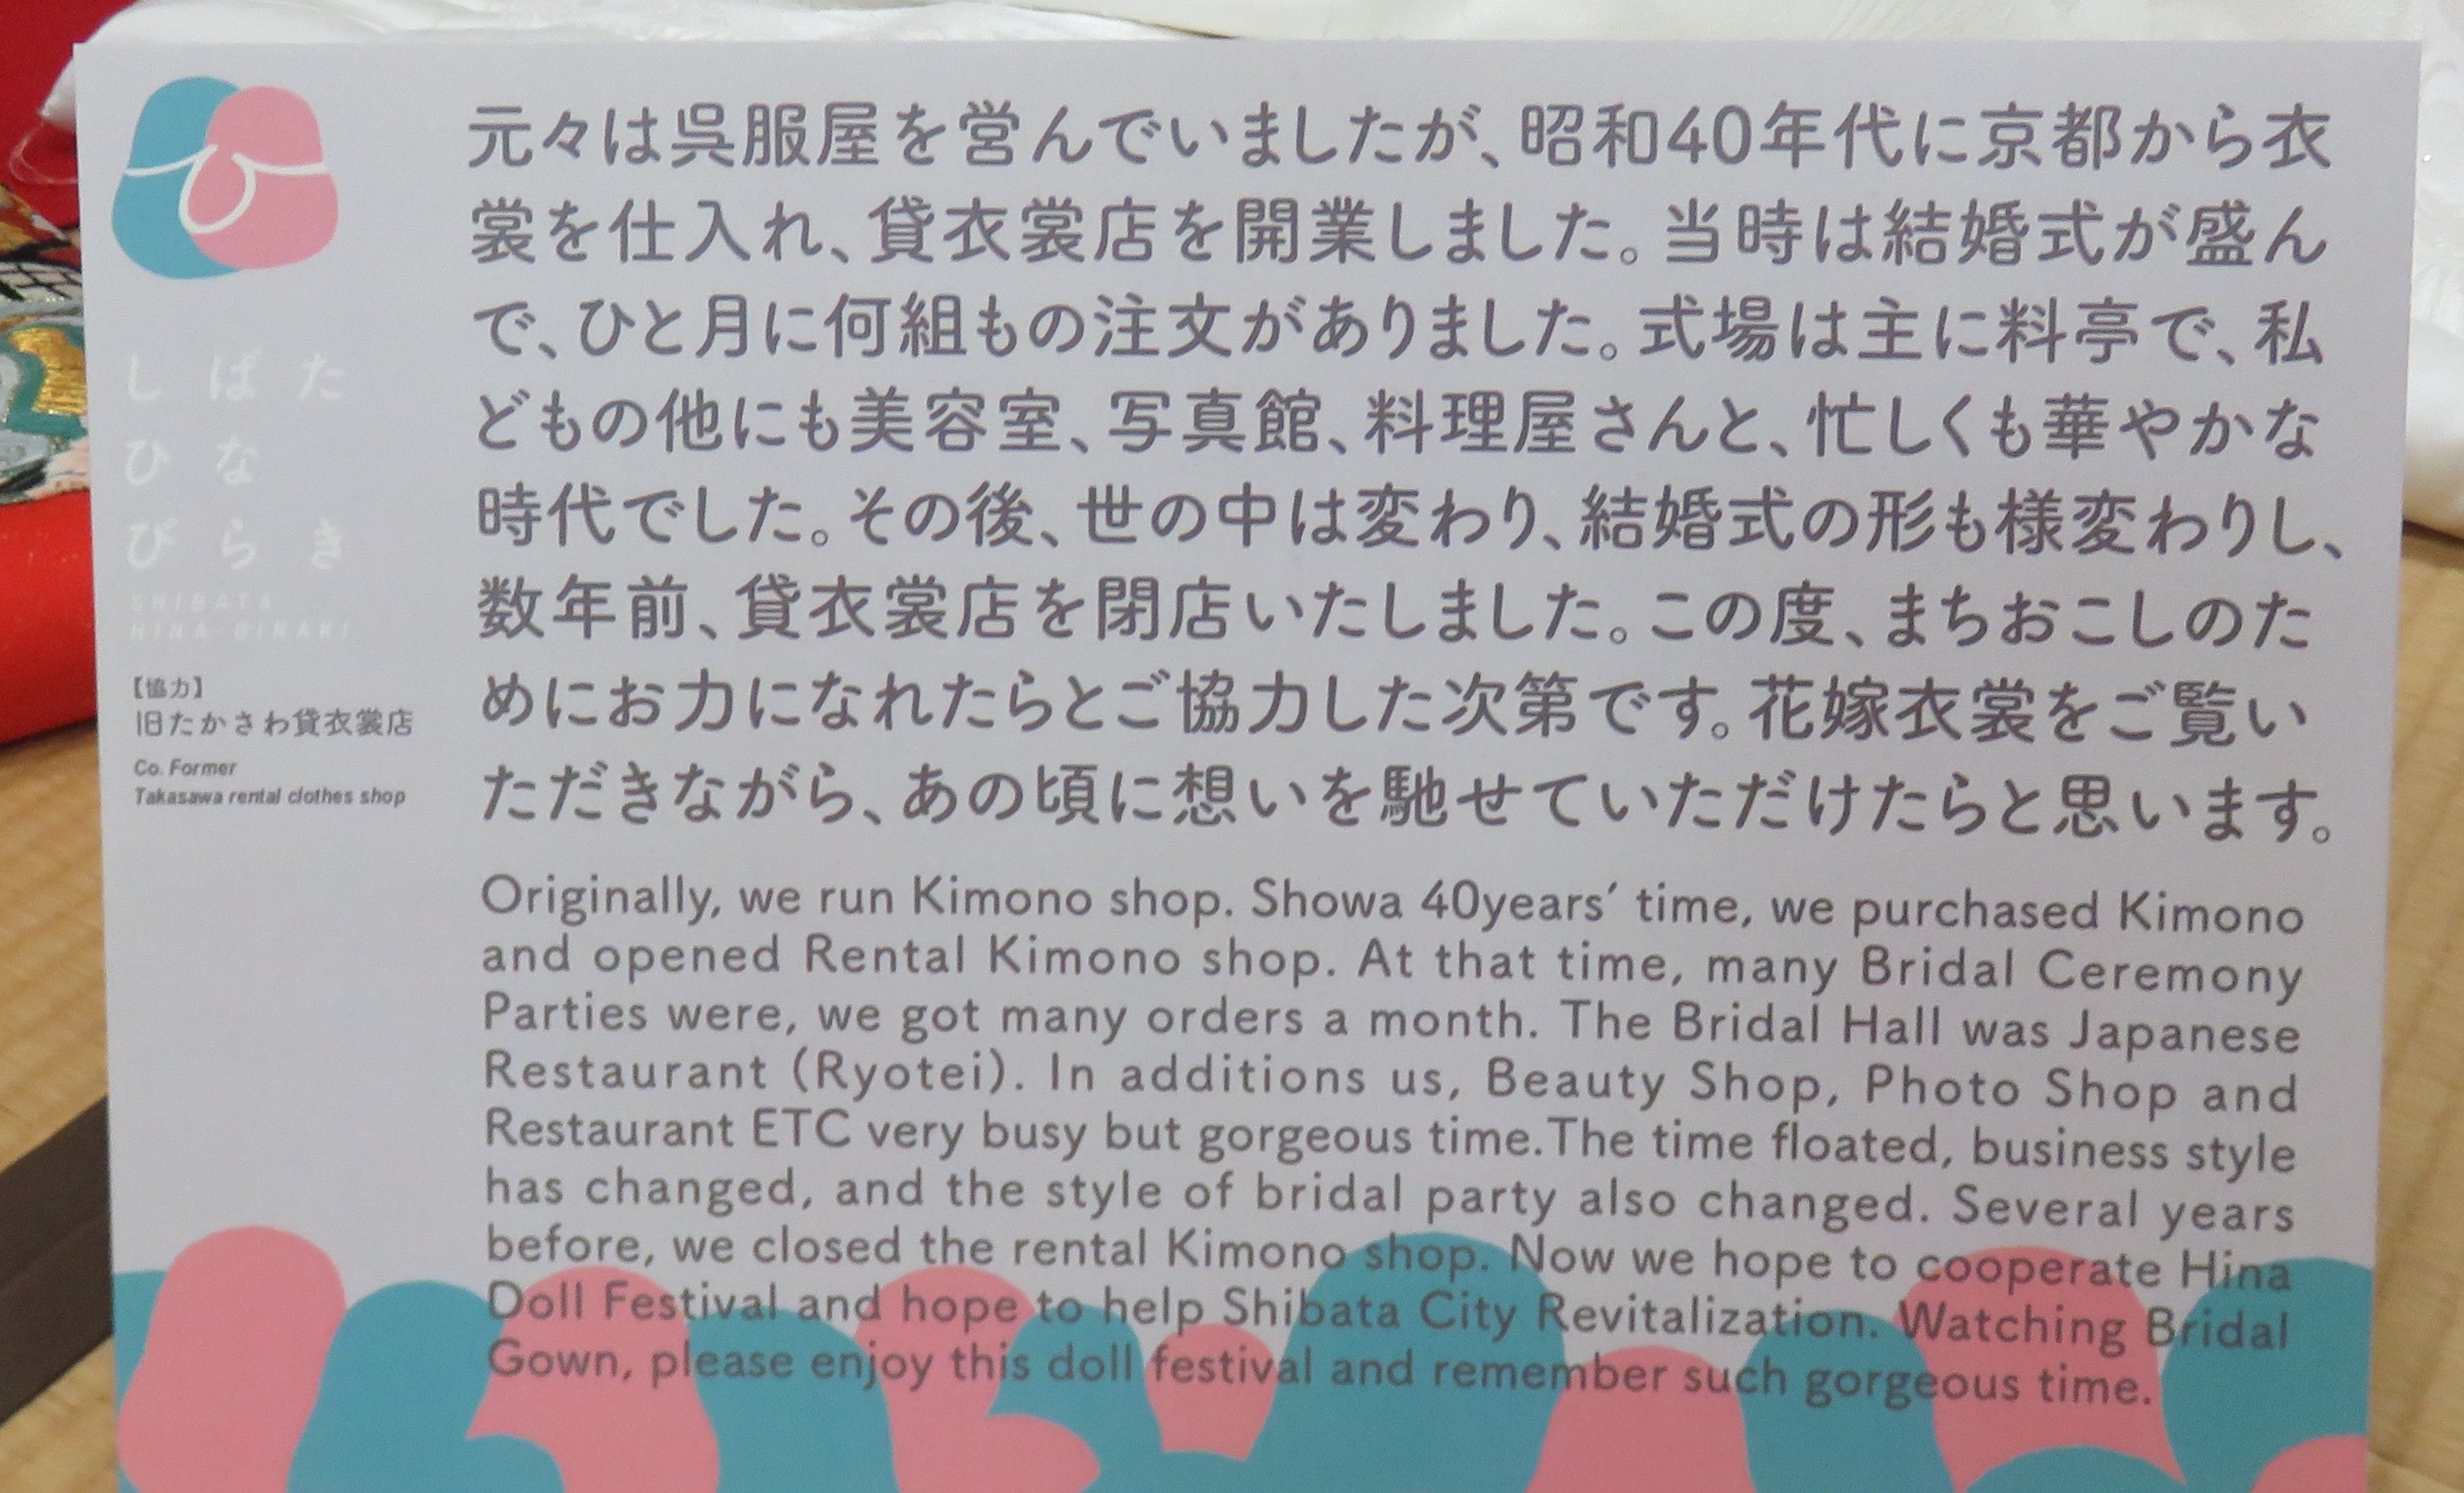 しばた
ひな
びらき
SHIBATA
HINA-BIRAKI
【協力】
旧たかさわ貸衣裳店
Co. Former
Takasawa rental clothes shop
元々は呉服屋を営んでいましたが、昭和40年代に京都から衣
裳を仕入れ、貸衣裳店を開業しました。当時は結婚式が盛ん
で、ひと月に何組もの注文がありました。式場は主に料亭で、私
どもの他にも美容室、写真館、料理屋さんと、忙しくも華やかな
時代でした。その後、世の中は変わり、結婚式の形も様変わりし、
数年前、貸衣裳店を閉店いたしました。この度、まちおこしのた
めにお力になれたらとご協力した次第です。花嫁衣裳をご覧い
ただきながら、あの頃に想いを馳せていただけたらと思います。
Originally, we run Kimono shop. Showa 40years’ time, we purchased Kimono
and opened Rental Kimono shop. At that time, many Bridal Ceremony
Parties were, we got many orders a month. The Bridal Hall was Japanese
Restaurant (Ryotei). In additions us, Beauty Shop, Photo Shop and
Restaurant ETC very busy but gorgeous time.The time floated, business style
has changed, and the style of bridal party also changed. Several years
before, we closed the rental Kimono shop. Now we hope to cooperate Hina
Doll Festival and hope to help Shibata City Revitalization. Watching Bridal
Gown, please enjoy this doll festival and remember such gorgeous time.